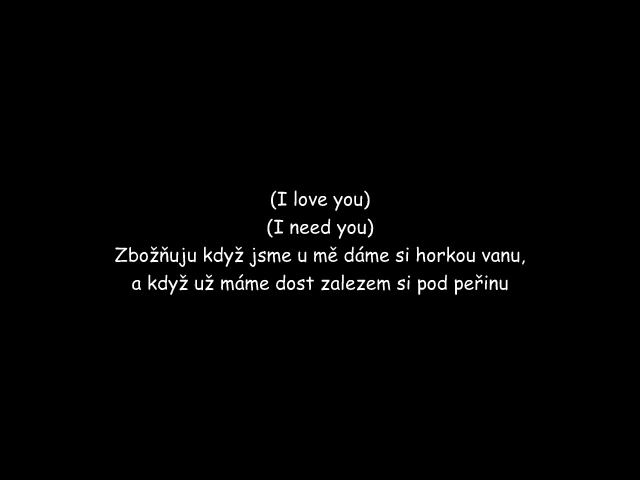 (I love you)
(I need you)
Zbožňuju když jsme u mě dáme si horkou vanu,
a když už máme dost zalezem si pod peřinu